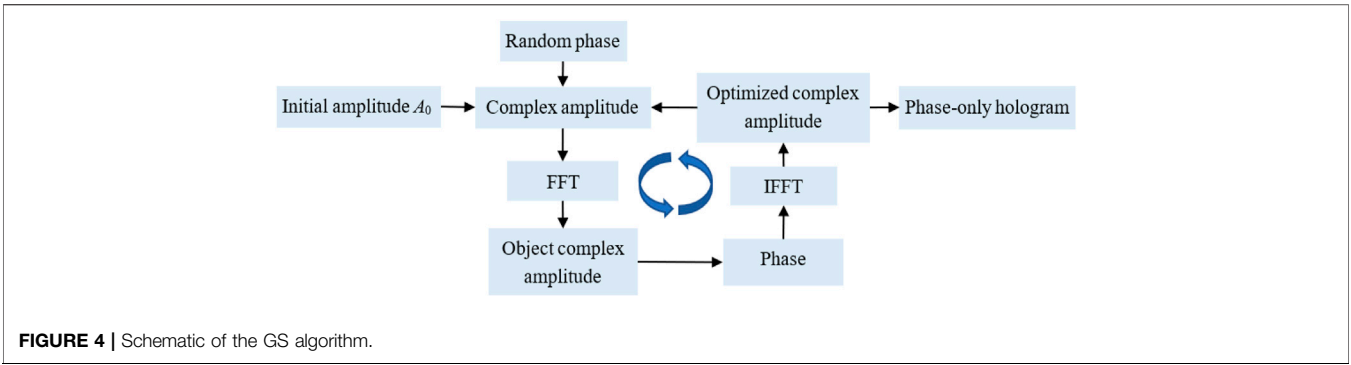 Random phase
Initial amplitude A0
Complex amplitude
Optimized complex
amplitude
Phase-only hologram
FFT
IFFT
Object complex
amplitude
Phase
FIGURE 4 | Schematic of the GS algorithm.